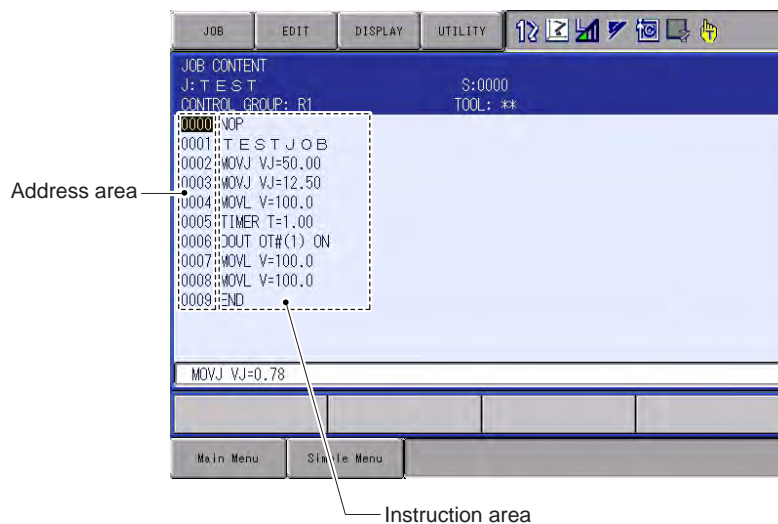 JOB EDIT DISPLAY UTILITY
JOB CONTENT
J:TEST S:0000
CONTROL GROUP: R1 TOOL: **
0000 NOP
0001 'TEST JOB
0002 MOVJ VJ=50.00
0003 MOVJ VJ=12.50
Address area
0004 MOVL V=100.0
0005 TIMER T=1.00
0006 DOUT OT#(1) ON
0007 MOVL V=100.0
0008 MOVL V=100.0
0009 END
MOVJ VJ=0.78
Main Menu Simple Menu
Instruction area